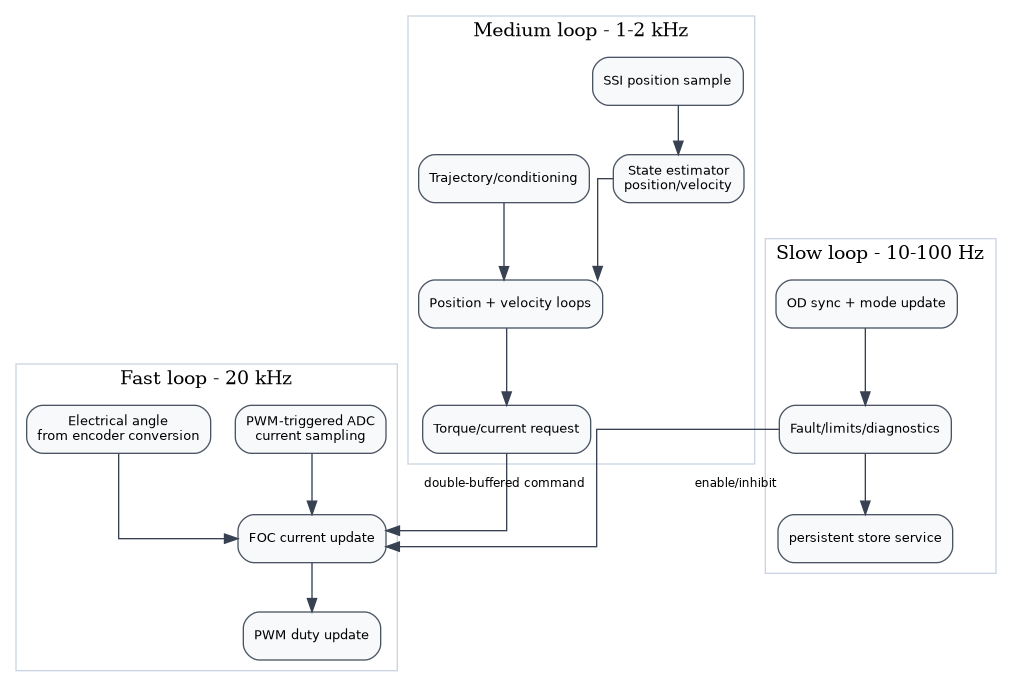 Medium loop - 1-2 kHz
SSI position sample
Trajectory/conditioning
State estimator
position/velocity
Position + velocity loops
Torque/current request
Slow loop - 10-100 Hz
OD sync + mode update
Fault/limits/diagnostics
persistent store service
Fast loop - 20 kHz
Electrical angle
from encoder conversion
PWM-triggered ADC
current sampling
FOC current update
PWM duty update
double-buffered command
enable/inhibit